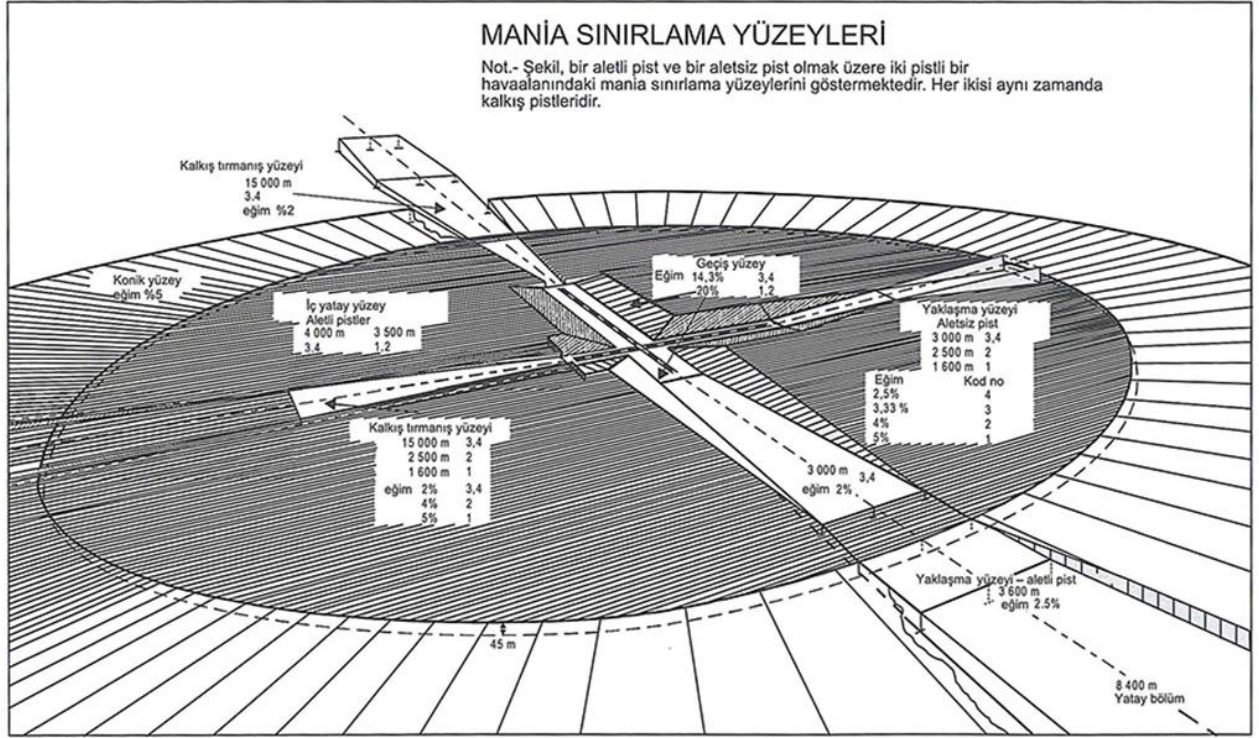 MANİA SINIRLAMA YÜZEYLERİ
Not.- Şekil, bir aletli pist ve bir aletsiz pist olmak üzere iki pistli bir
havaalanındaki mania sınırlama yüzeylerini göstermektedir. Her ikisi aynı zamanda
kalkış pistleridir.
Kalkış tırmanış yüzeyi
15 000 m
3.4
eğim %2
Konik yüzey
eğim %5
İç yatay yüzey
Aletli pistler
4 000 m 3 500 m
3.4 1.2
Geçiş yüzey
Eğim 14,3% 3,4
20% 1.2
Yaklaşma yüzeyi
Aletsiz pist
3 000 m 3,4
2 500 m 2
1 600 m 1
Eğim Kod no
2,5% 4
3,33 % 3
4% 2
5% 1
Kalkış tırmanış yüzeyi
15 000 m 3,4
2 500 m 2
1 600 m 1
eğim 2% 3,4
4% 2
5% 1
3 000 m 3,4
eğim 2%
Yaklaşma yüzeyi – aletli pist
3 600 m
eğim 2.5%
45 m
8 400 m
Yatay bölüm